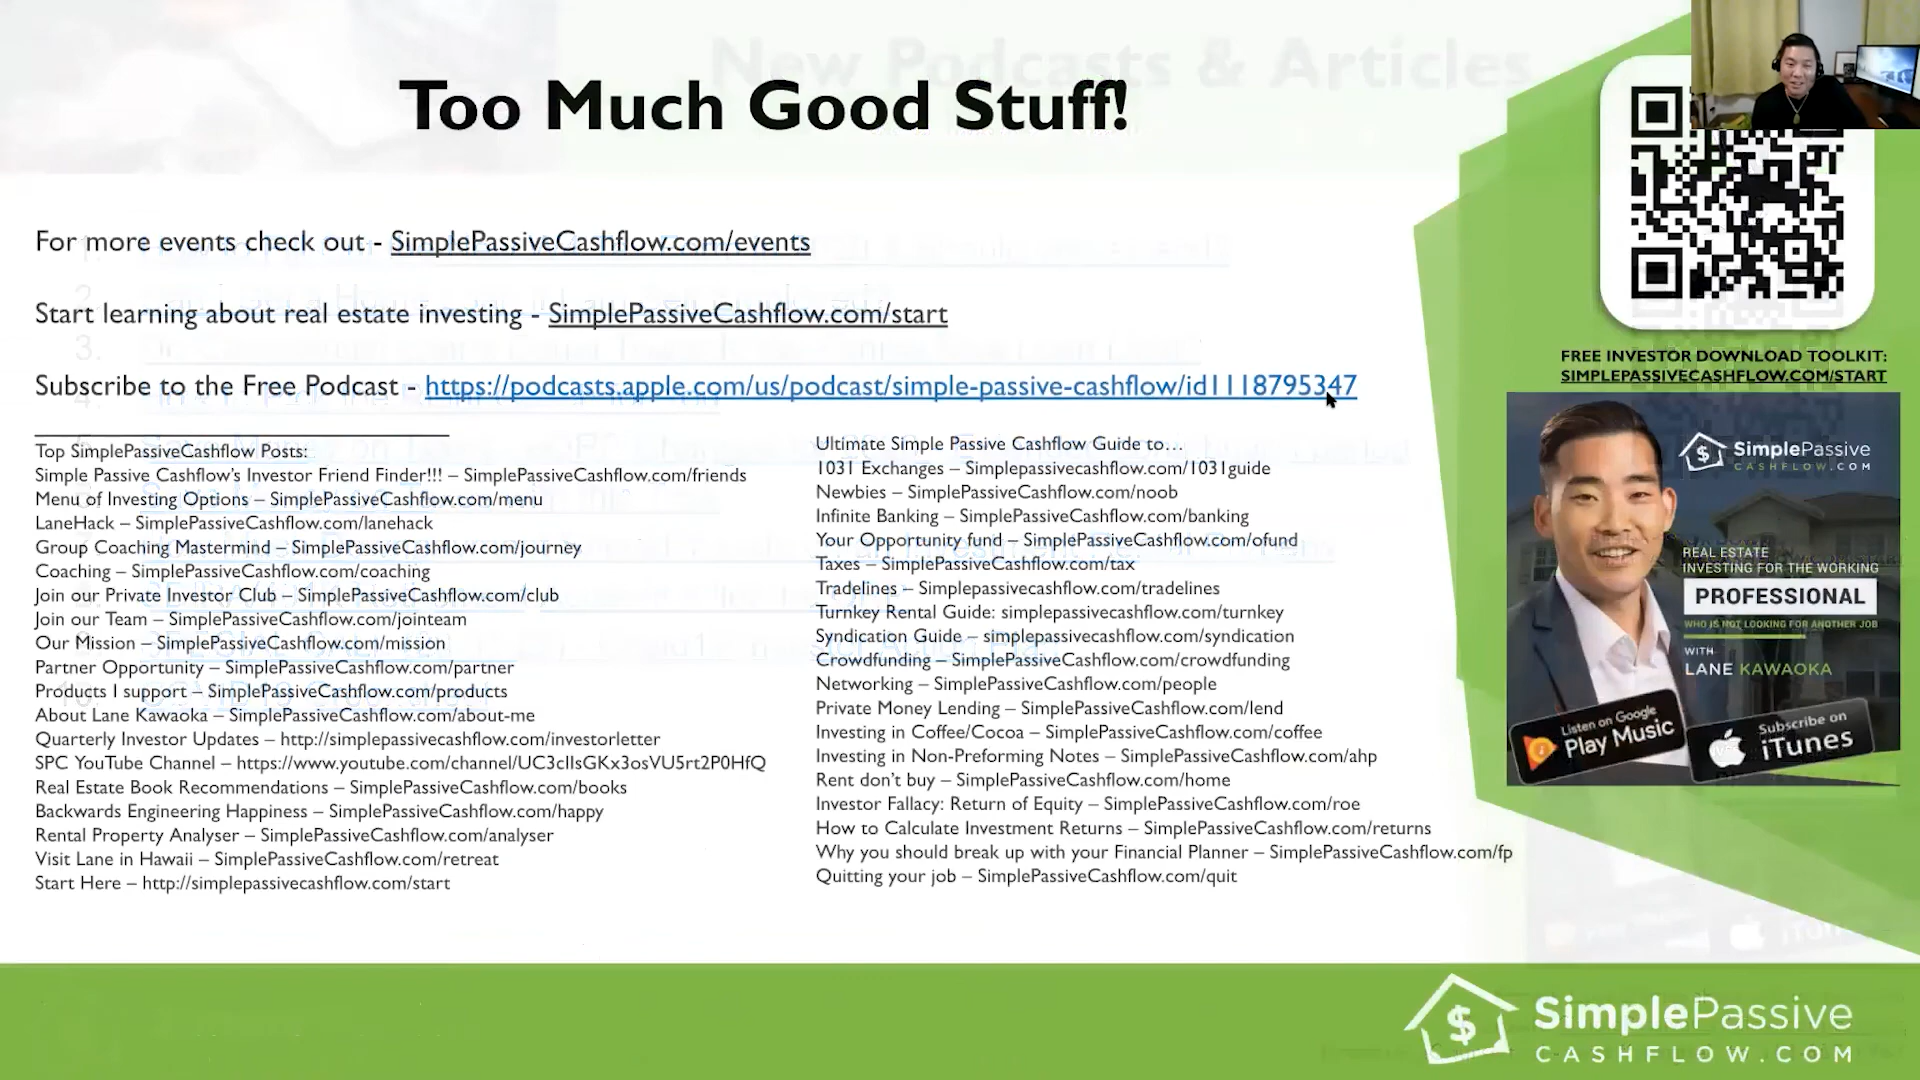 New Podcasts & Articles
Too Much Good Stuff!
For more events check out - SimplePassiveCashflow.com/events
Start learning about real estate investing - SimplePassiveCashflow.com/start
Subscribe to the Free Podcast - https://podcasts.apple.com/us/podcast/simple-passive-cashflow/id1118795347
Top SimplePassiveCashflow Posts:
Simple Passive Cashflow's Investor Friend Finder!!! – SimplePassiveCashflow.com/friends
Menu of Investing Options – SimplePassiveCashflow.com/menu
LaneHack – SimplePassiveCashflow.com/lanehack
Group Coaching Mastermind – SimplePassiveCashflow.com/journey
Coaching – SimplePassiveCashflow.com/coaching
Join our Private Investor Club – SimplePassiveCashflow.com/club
Join our Team – SimplePassiveCashflow.com/jointeam
Our Mission – SimplePassiveCashflow.com/mission
Partner Opportunity – SimplePassiveCashflow.com/partner
Products I support – SimplePassiveCashflow.com/products
About Lane Kawaoka – SimplePassiveCashflow.com/about-me
Quarterly Investor Updates – http://simplepassivecashflow.com/investorletter
SPC YouTube Channel – https://www.youtube.com/channel/UC3cIIsGKx3osVU5rt2P0HfQ
Real Estate Book Recommendations – SimplePassiveCashflow.com/books
Backwards Engineering Happiness – SimplePassiveCashflow.com/happy
Rental Property Analyser – SimplePassiveCashflow.com/analyser
Visit Lane in Hawaii – SimplePassiveCashflow.com/retreat
Start Here – http://simplepassivecashflow.com/start
Ultimate Simple Passive Cashflow Guide to…
1031 Exchanges – Simplepassivecashflow.com/1031guide
Newbies – SimplePassiveCashflow.com/noob
Infinite Banking – SimplePassiveCashflow.com/banking
Your Opportunity fund – SimplePassiveCashflow.com/ofund
Taxes – SimplePassiveCashflow.com/tax
Tradelines – Simplepassivecashflow.com/tradelines
Turnkey Rental Guide: simplepassivecashflow.com/turnkey
Syndication Guide – simplepassivecashflow.com/syndication
Crowdfunding – SimplePassiveCashflow.com/crowdfunding
Networking – SimplePassiveCashflow.com/people
Private Money Lending – SimplePassiveCashflow.com/lend
Investing in Coffee/Cocoa – SimplePassiveCashflow.com/coffee
Investing in Non-Preforming Notes – SimplePassiveCashflow.com/ahp
Rent don't buy – SimplePassiveCashflow.com/home
Investor Fallacy: Return of Equity – SimplePassiveCashflow.com/roe
How to Calculate Investment Returns – SimplePassiveCashflow.com/returns
Why you should break up with your Financial Planner – SimplePassiveCashflow.com/fp
Quitting your job – SimplePassiveCashflow.com/quit
FREE INVESTOR DOWNLOAD TOOLKIT:
SIMPLEPASSIVECASHFLOW.COM/START
SimplePassive
CASHFLOW.COM
REAL ESTATE
INVESTING FOR THE WORKING
PROFESSIONAL
WHO IS NOT LOOKING FOR ANOTHER JOB
WITH
LANE KAWAOKA
Listen on Google
Play Music
Subscribe on
iTunes
SimplePassive
CASHFLOW.COM